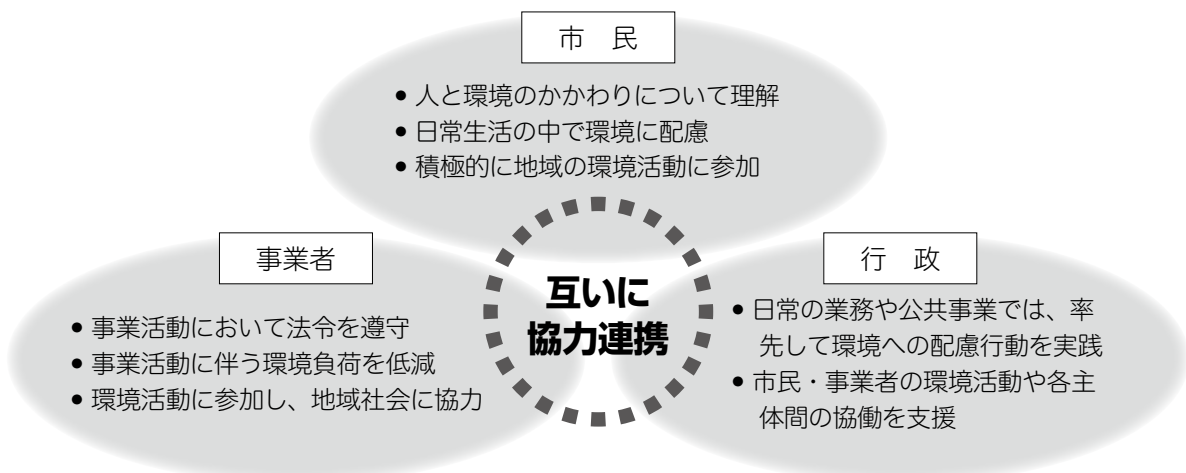 市 民
• 人と環境のかかわりについて理解
• 日常生活の中で環境に配慮
• 積極的に地域の環境活動に参加
事業者
• 事業活動において法令を遵守
• 事業活動に伴う環境負荷を低減
• 環境活動に参加し、地域社会に協力
互いに
協力連携
行 政
• 日常の業務や公共事業では、率
先して環境への配慮行動を実践
• 市民・事業者の環境活動や各主
体間の協働を支援